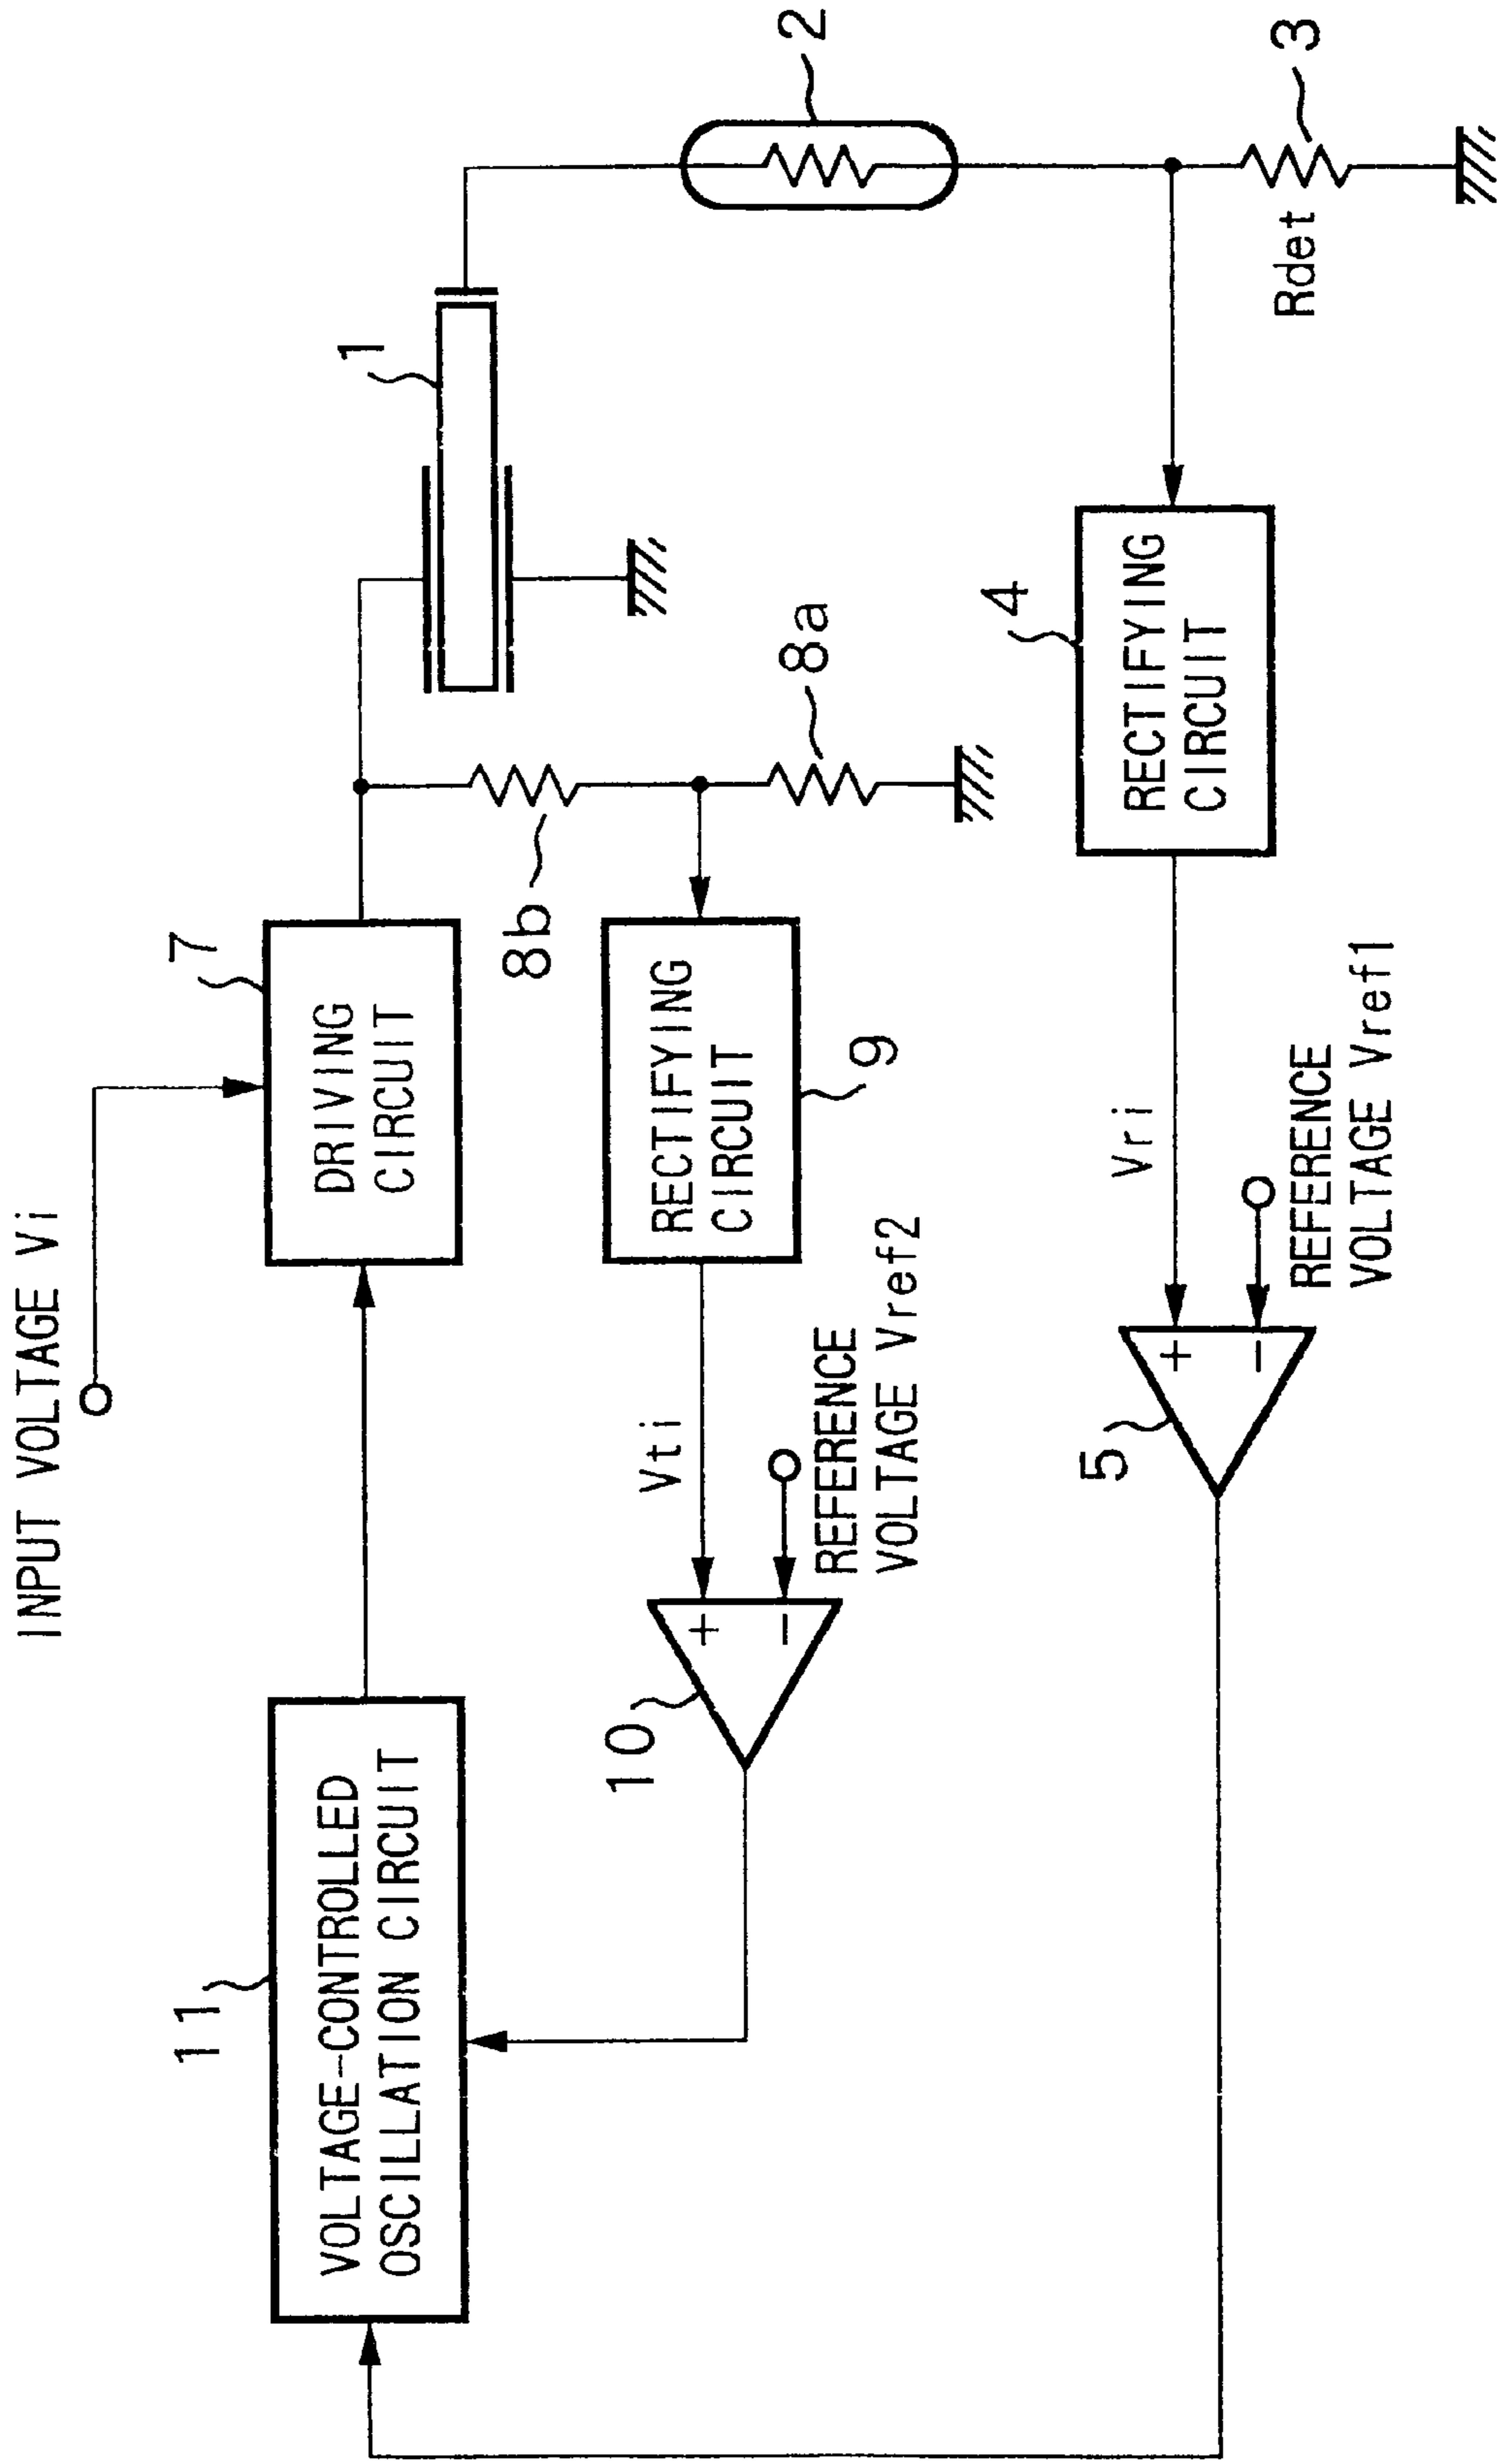 INPUT VOLTAGE Vi
11
VOLTAGE-CONTROLLED
OSCILLATION CIRCUIT
7
DRIVING
CIRCUIT
1
2
10
+
-
Vti
REFERENCE
VOLTAGE Vref2
RECTIFYING
CIRCUIT
9
8b
8a
5
+
-
Vri
REFERENCE
VOLTAGE Vref1
4
RECTIFYING
CIRCUIT
Rdet
3